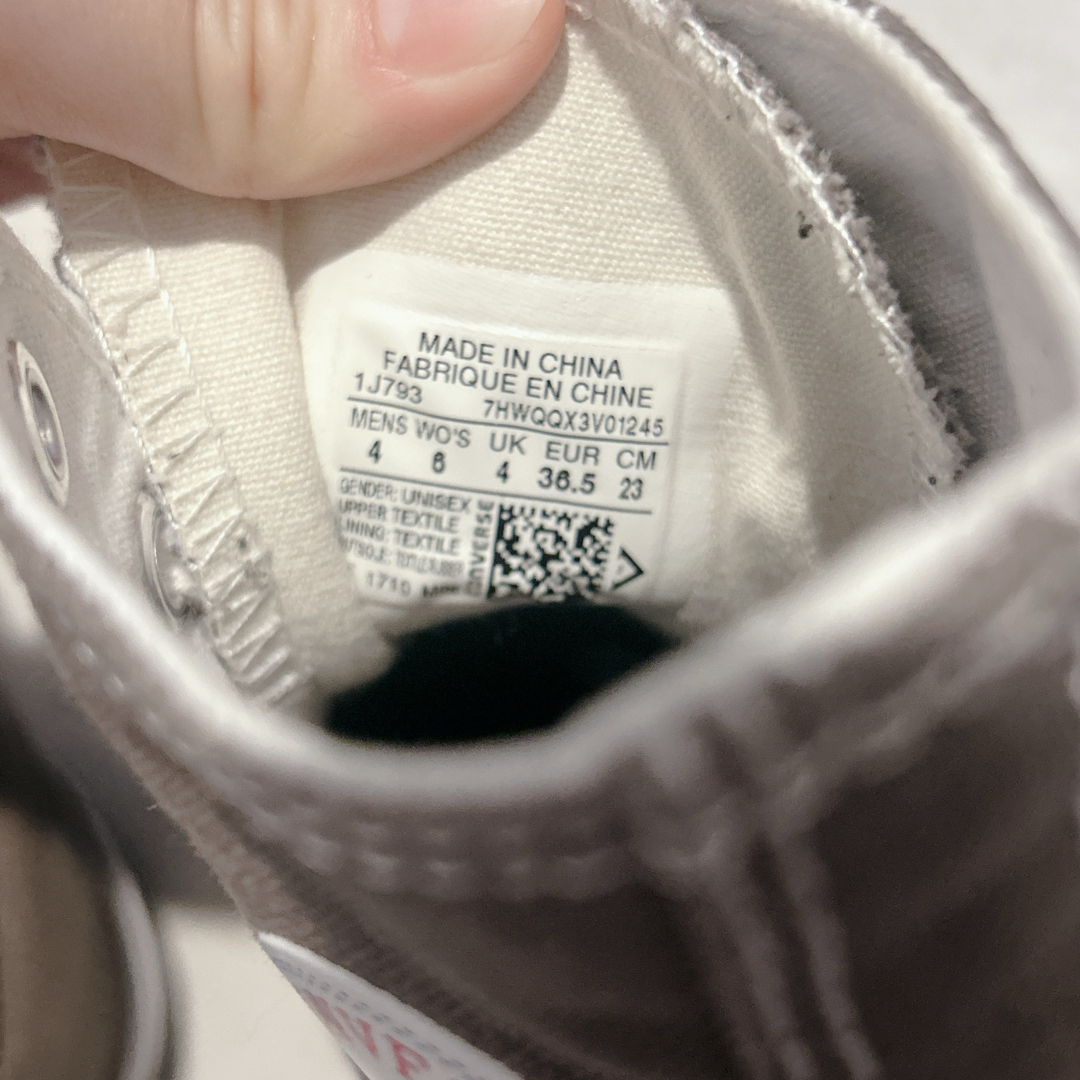 MADE IN CHINA
FABRIQUE EN CHINE
1J793 7HWQQX3V01245
MENS WO'S UK EUR CM
4 6 4 36.5 23
GENDER: UNISEX
UPPER TEXTILE
LINING: TEXTILE
1710